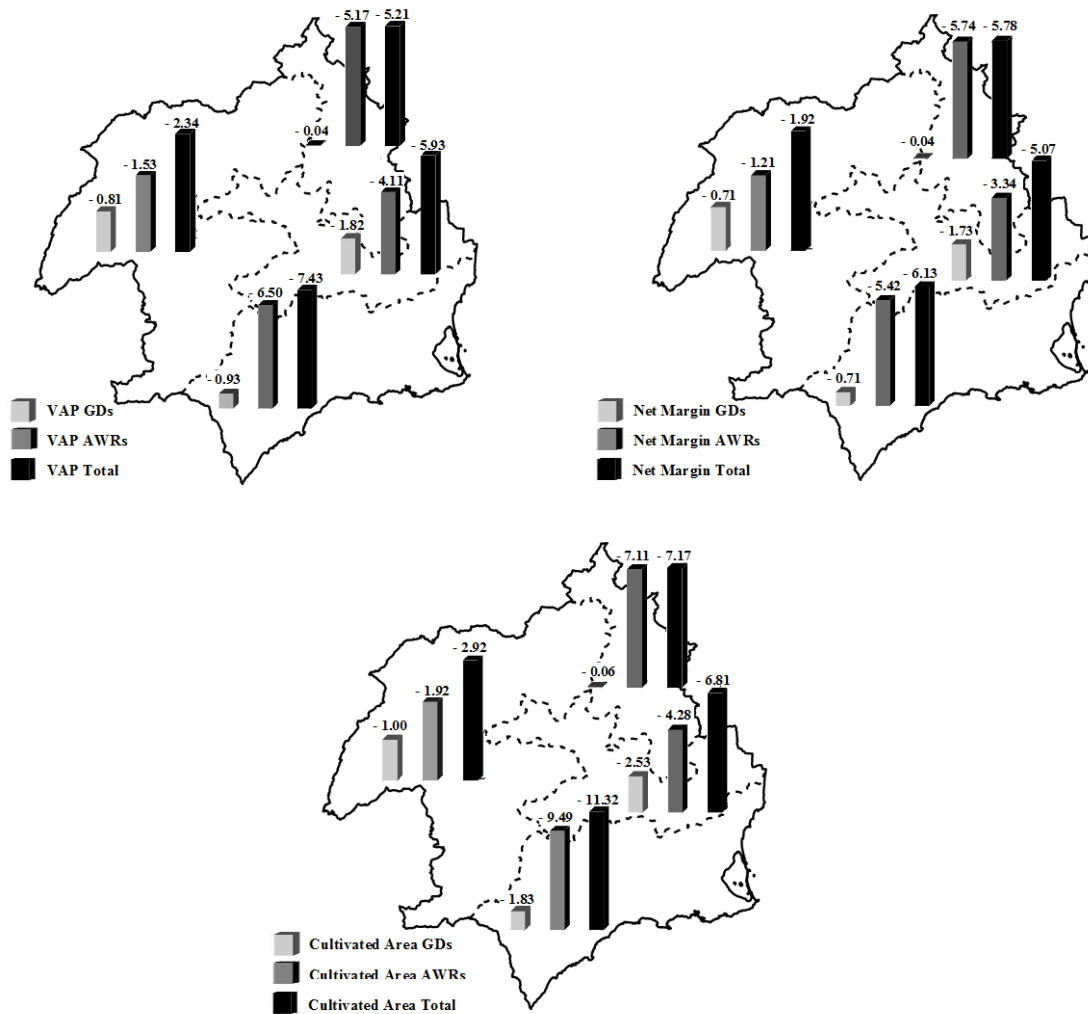 - 5.17 - 5.21
- 0.04
- 2.34
- 1.53
- 0.81
- 5.93
- 4.11
- 1.82
- 7.43
- 6.50
- 0.93
VAP GDs
VAP AWRs
VAP Total
- 5.74 - 5.78
- 0.04
- 1.92
- 1.21
- 0.71
- 5.07
- 3.34
- 1.73
- 6.13
- 5.42
- 0.71
Net Margin GDs
Net Margin AWRs
Net Margin Total
- 7.11 - 7.17
- 0.06
- 2.92
- 1.92
- 1.00
- 6.81
- 4.28
- 2.53
- 11.32
- 9.49
- 1.83
Cultivated Area GDs
Cultivated Area AWRs
Cultivated Area Total